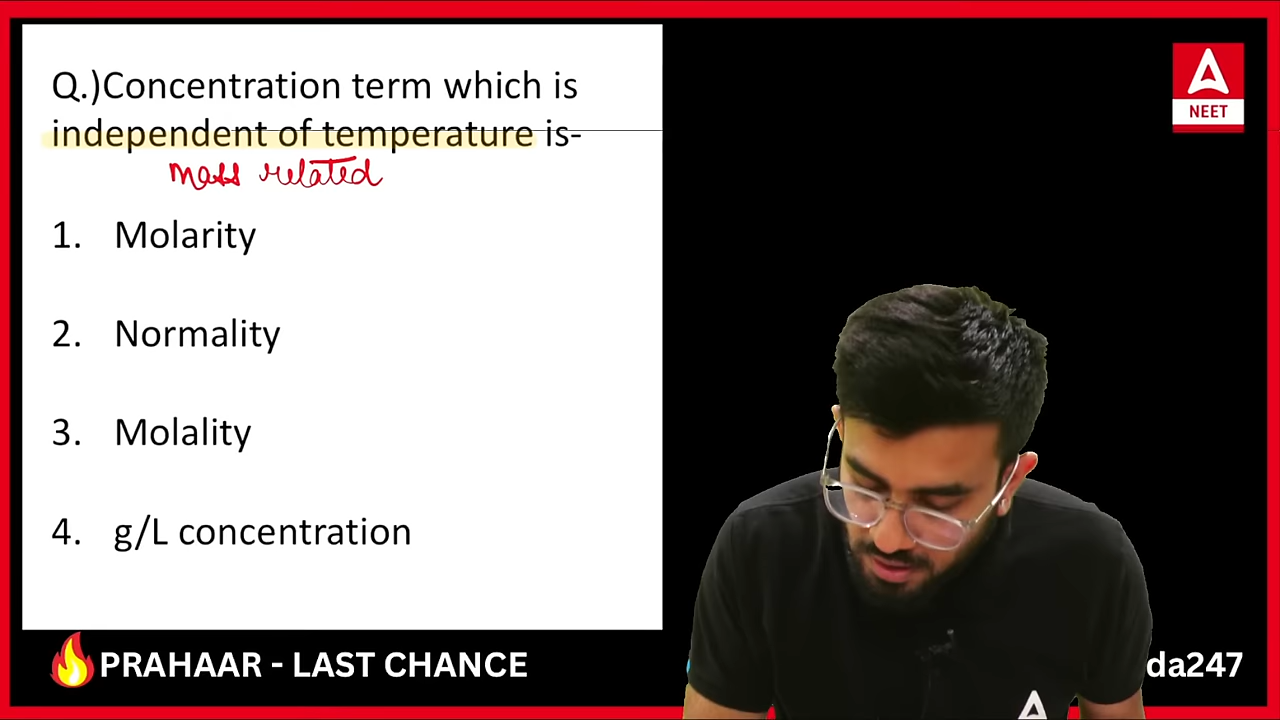 Q.)Concentration term which is
independent of temperature is-
mass related
1. Molarity
2. Normality
3. Molality
4. g/L concentration
NEET
PRAHAAR - LAST CHANCE
da247